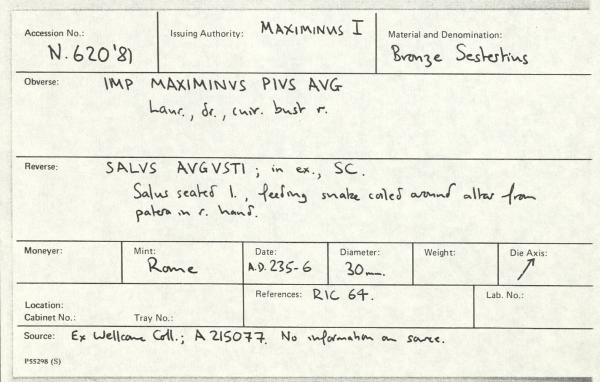 Accession No.:
N.620'81
Issuing Authority: MAXIMINUS I
Material and Denomination:
Bronze Sestertius
Obverse: IMP MAXIMINVS PIVS AVG
Laur., dr., cuir. bust r.
Reverse: SALVS AVGVSTI ; in ex., SC.
Salus seated l., feeding snake coiled around altar from
patera in r. hand.
Moneyer:
Mint:
Rome
Date:
A.D. 235-6
Diameter:
30mm.
Weight:
Die Axis:
↗
Location:
Cabinet No.: Tray No.:
References: RIC 64.
Lab. No.:
Source: Ex Wellcome Coll.; A 215077. No information on source.
P55298 (S)